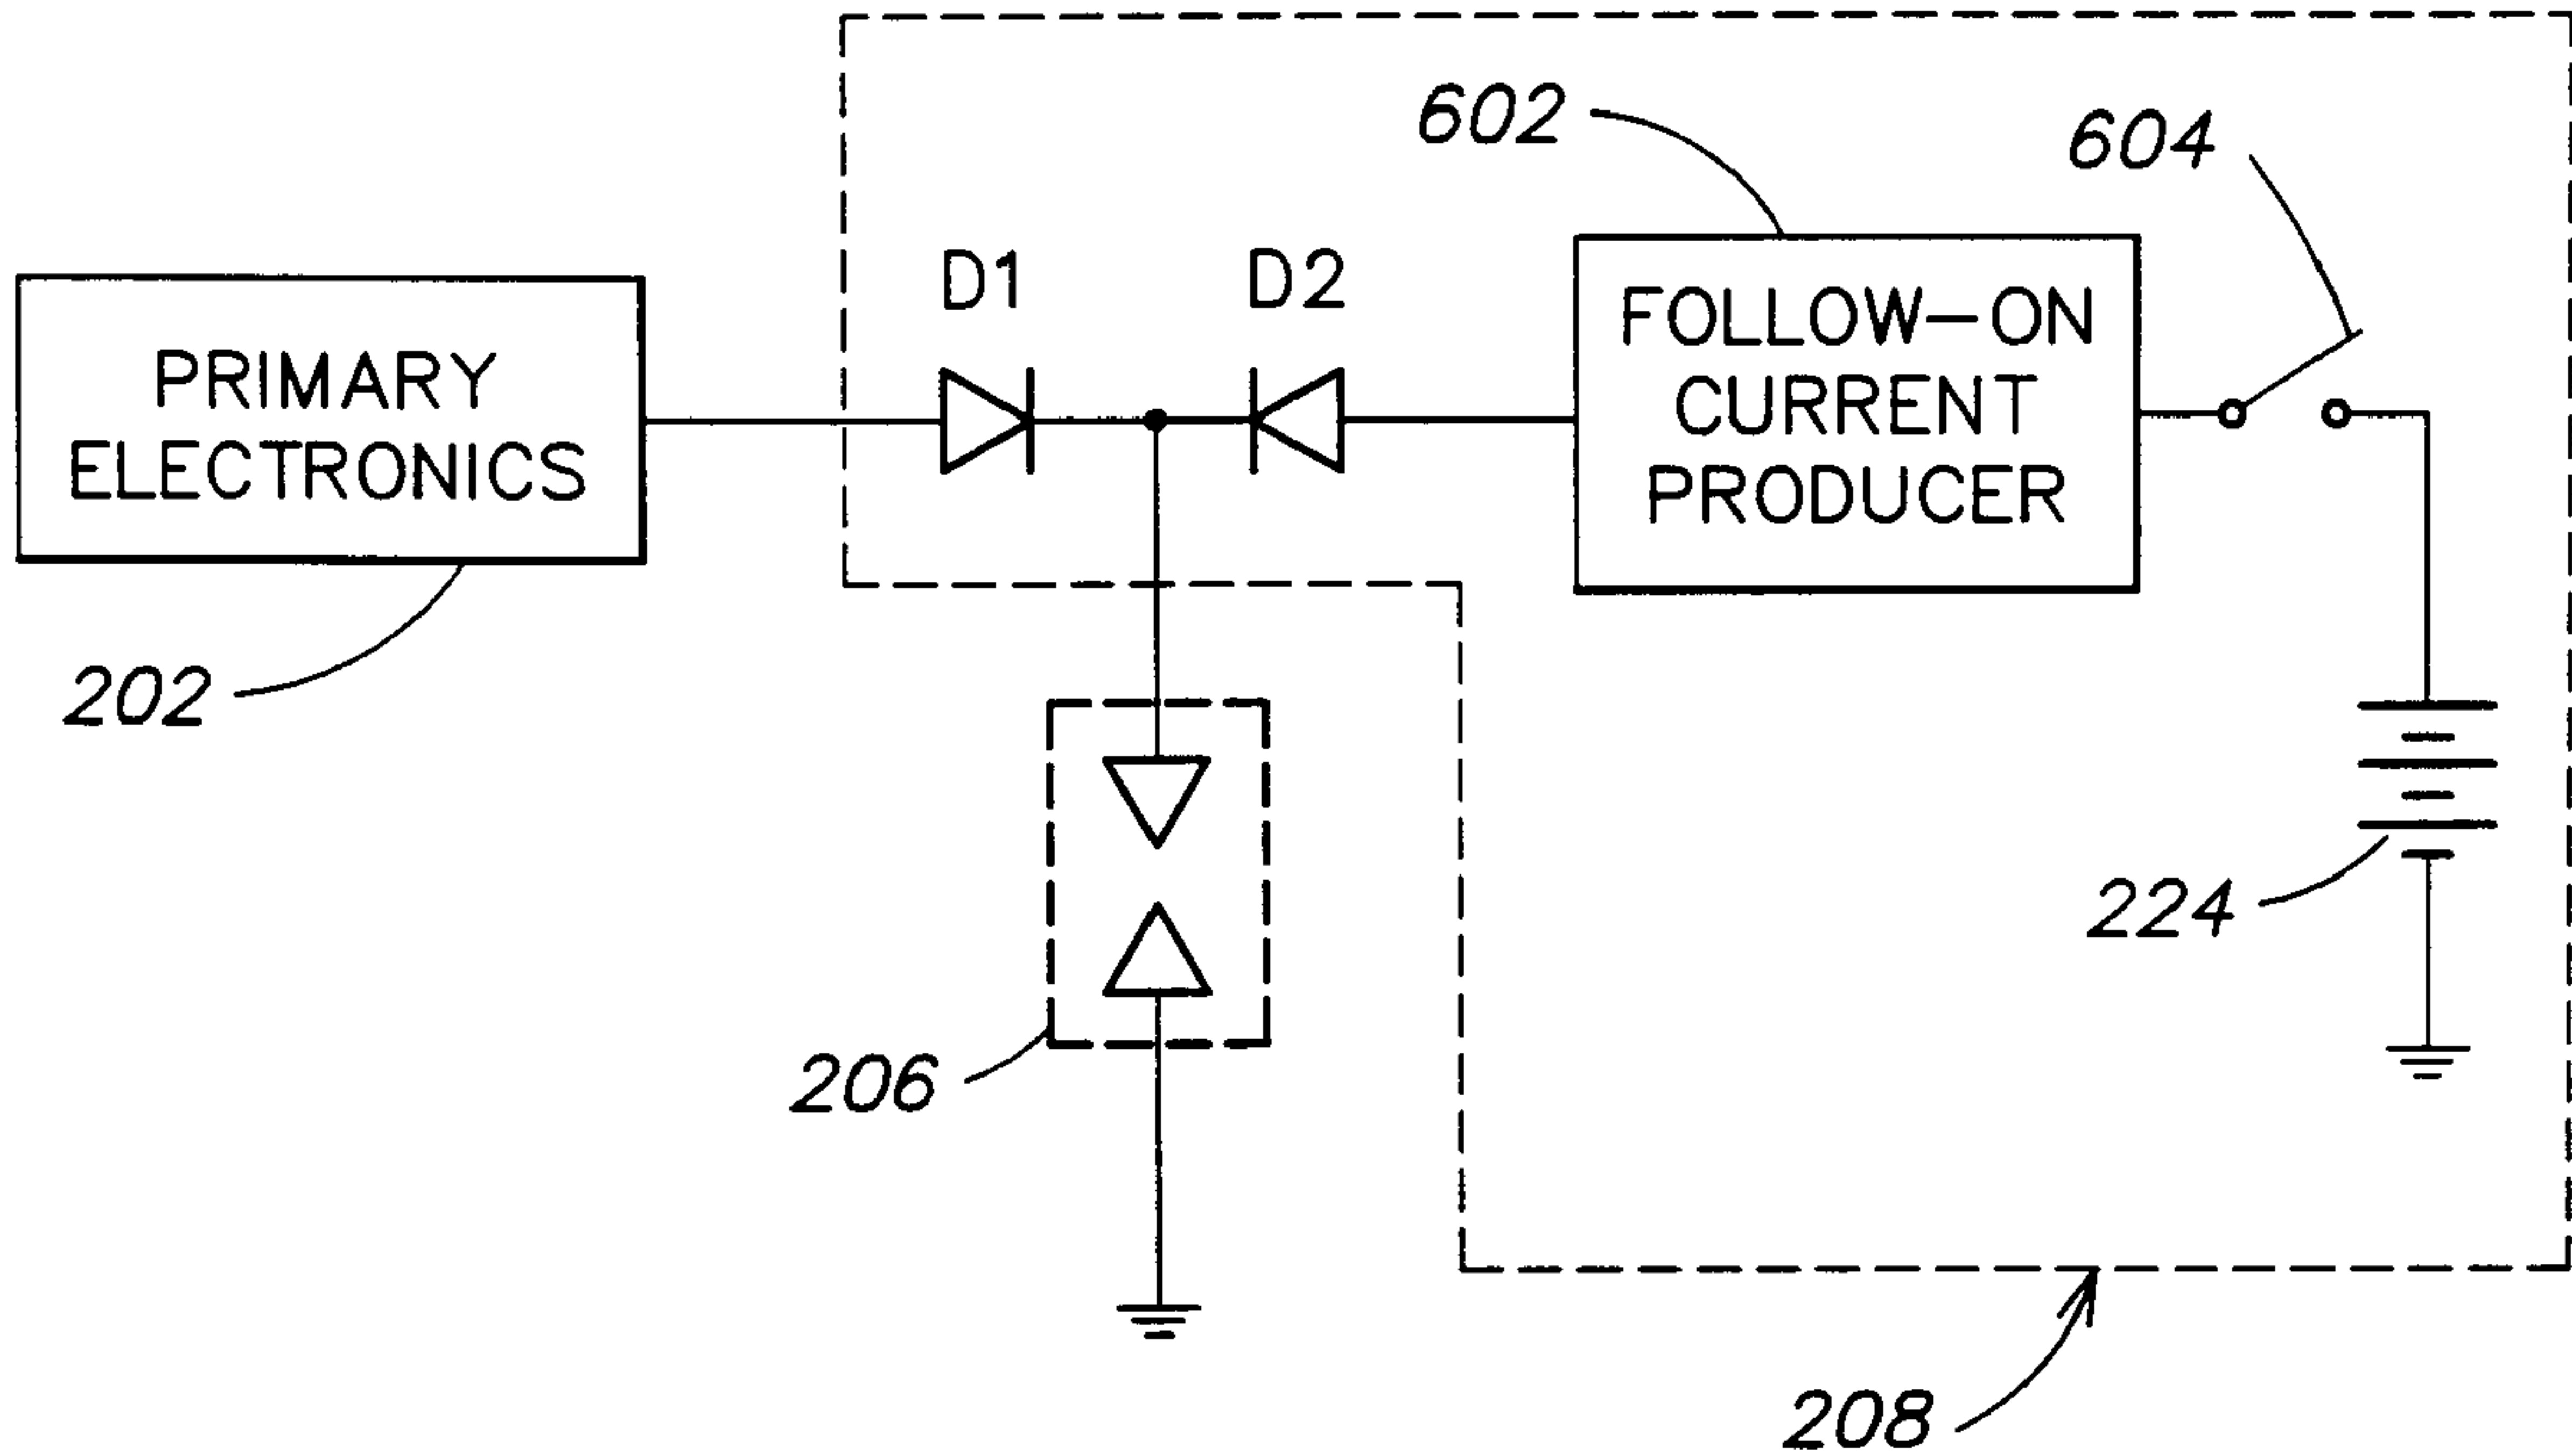 602
604
D1
D2
PRIMARY
ELECTRONICS
FOLLOW-ON
CURRENT
PRODUCER
202
224
206
208